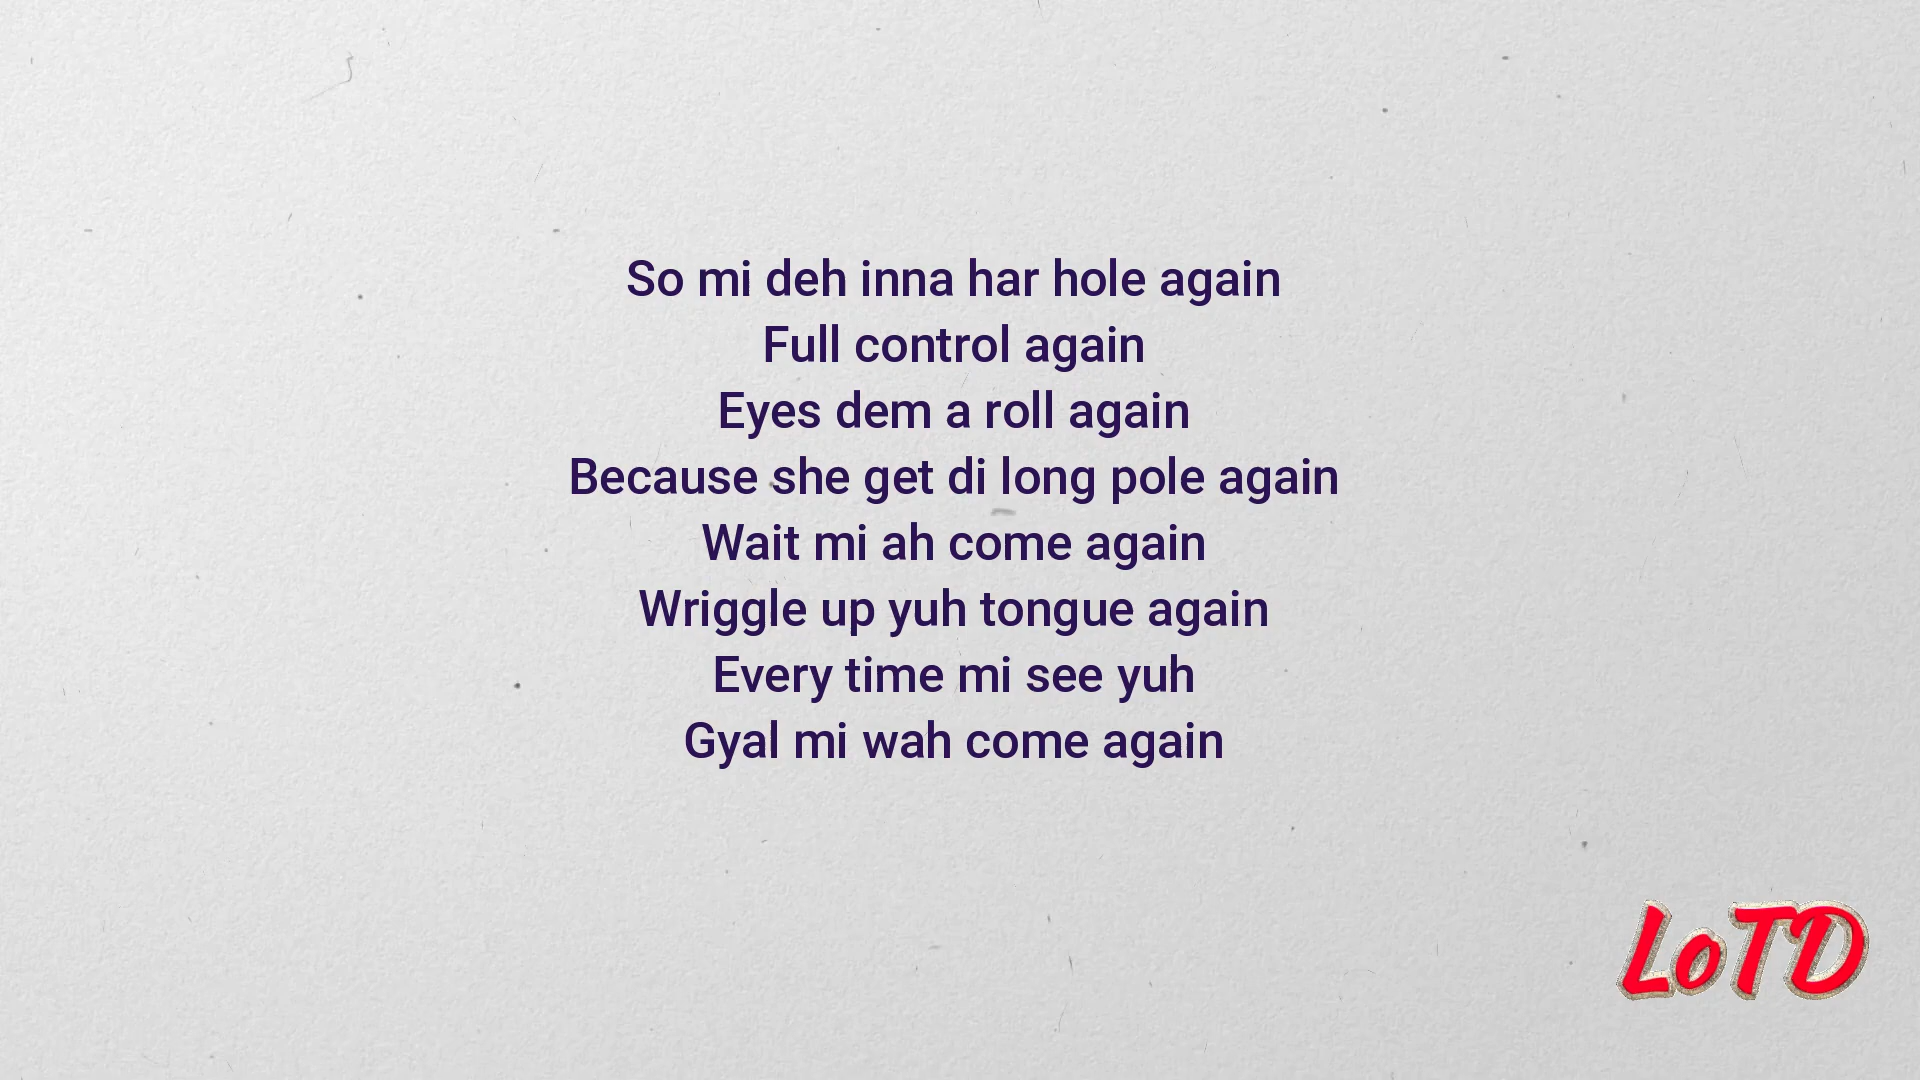 So mi deh inna har hole again
Full control again
Eyes dem a roll again
Because she get di long pole again
Wait mi ah come again
Wriggle up yuh tongue again
Every time mi see yuh
Gyal mi wah come again
LoTD